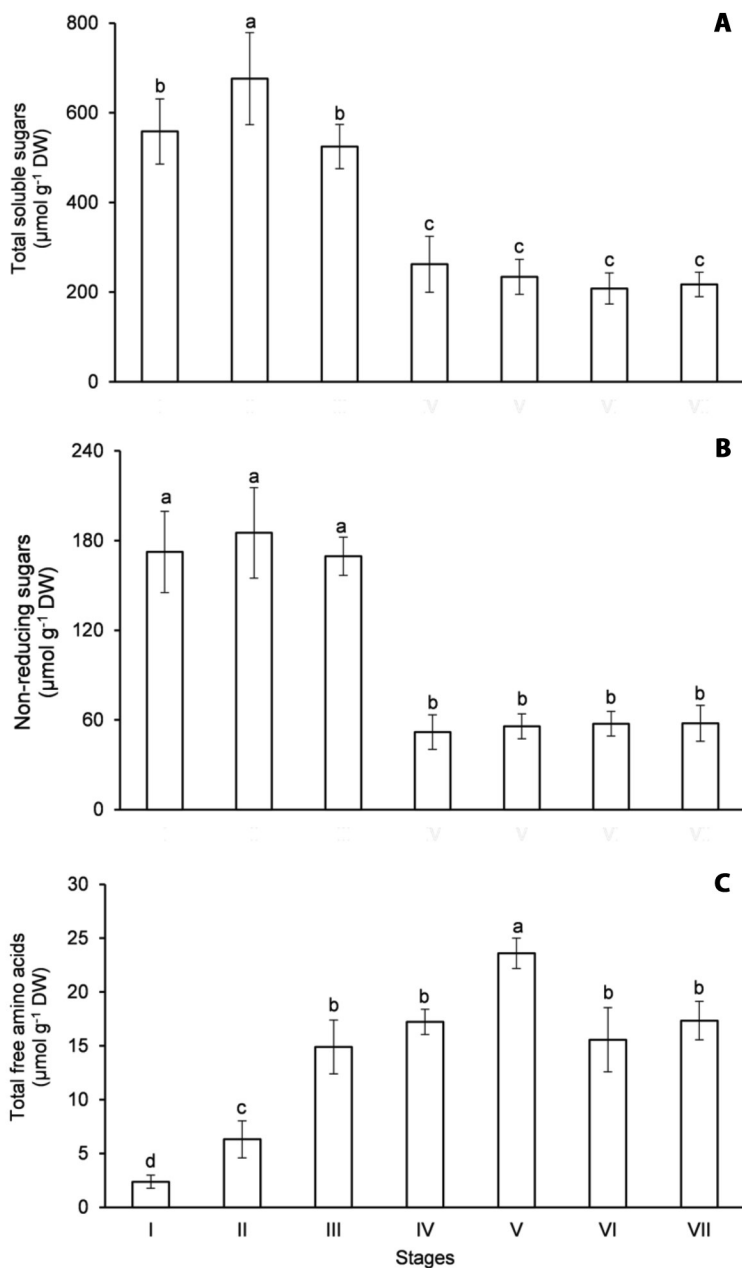 A
800
600
400
200
0
Total soluble sugars
(µmol g⁻¹ DW)
b
a
b
c
c
c
c
B
240
180
120
60
0
Non-reducing sugars
(µmol g⁻¹ DW)
a
a
a
b
b
b
b
C
30
25
20
15
10
5
0
Total free amino acids
(µmol g⁻¹ DW)
d
c
b
b
a
b
b
I II III IV V VI VII
Stages